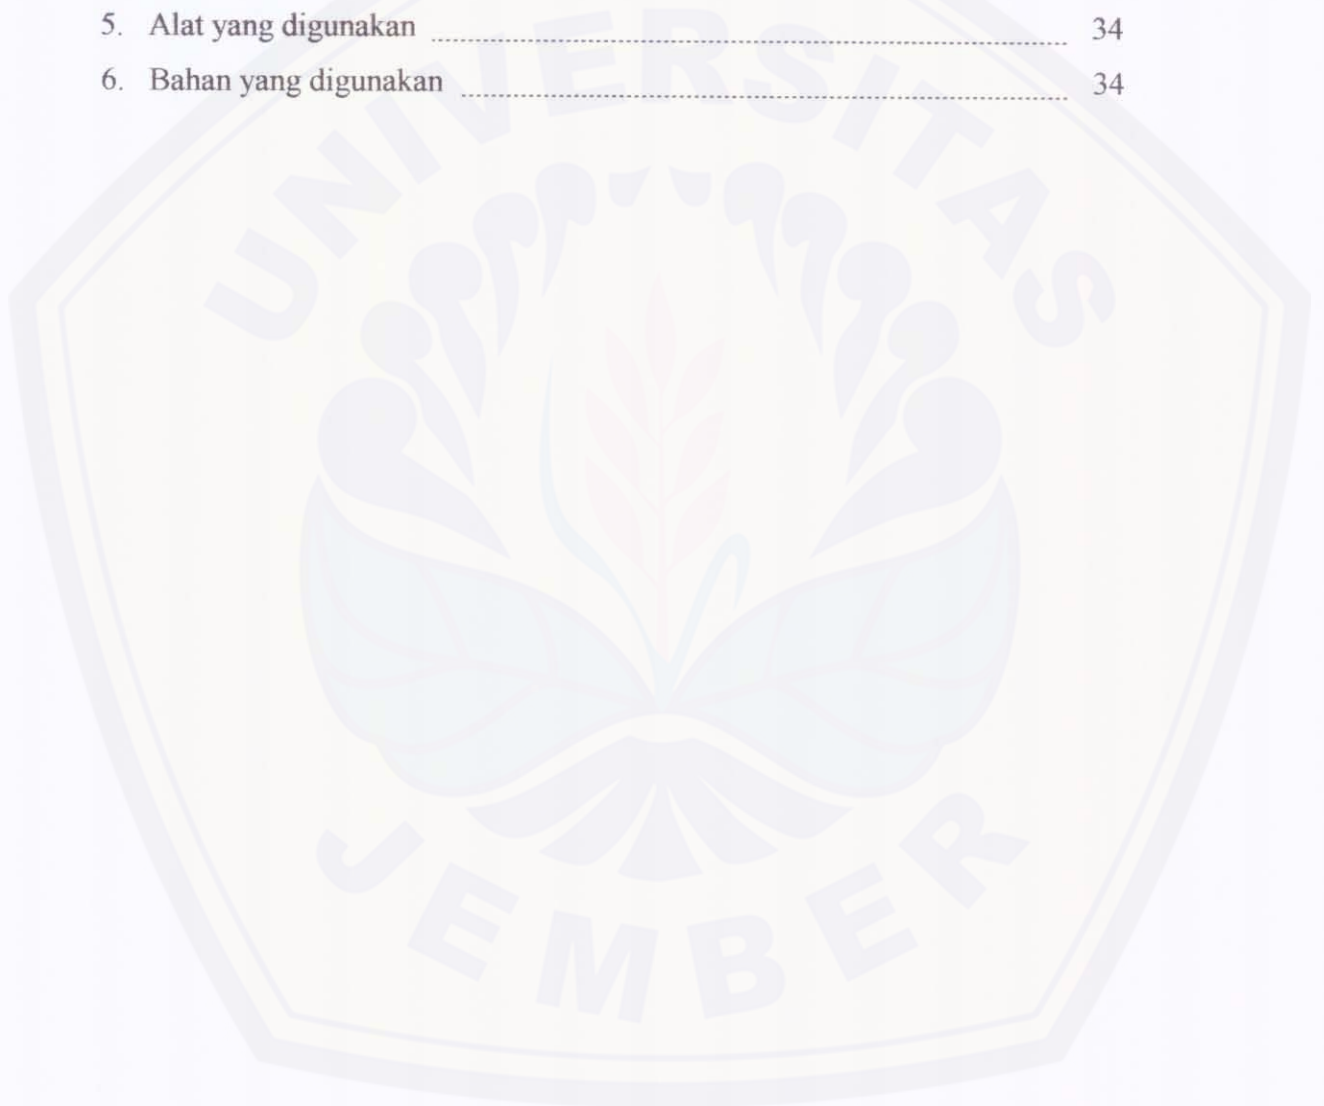 5. Alat yang digunakan ........................................ 34
6. Bahan yang digunakan ........................................ 34
UNIVERSITAS
JEMBER